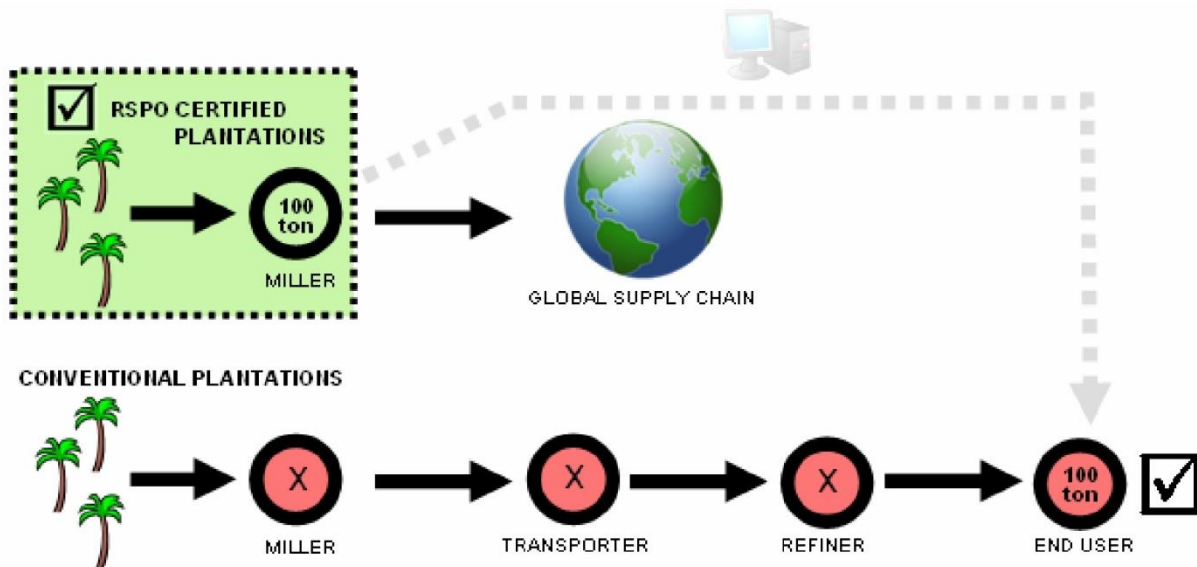 RSPO CERTIFIED
PLANTATIONS
100
ton
MILLER
GLOBAL SUPPLY CHAIN
CONVENTIONAL PLANTATIONS
X
X
X
100
ton
MILLER
TRANSPORTER
REFINER
END USER